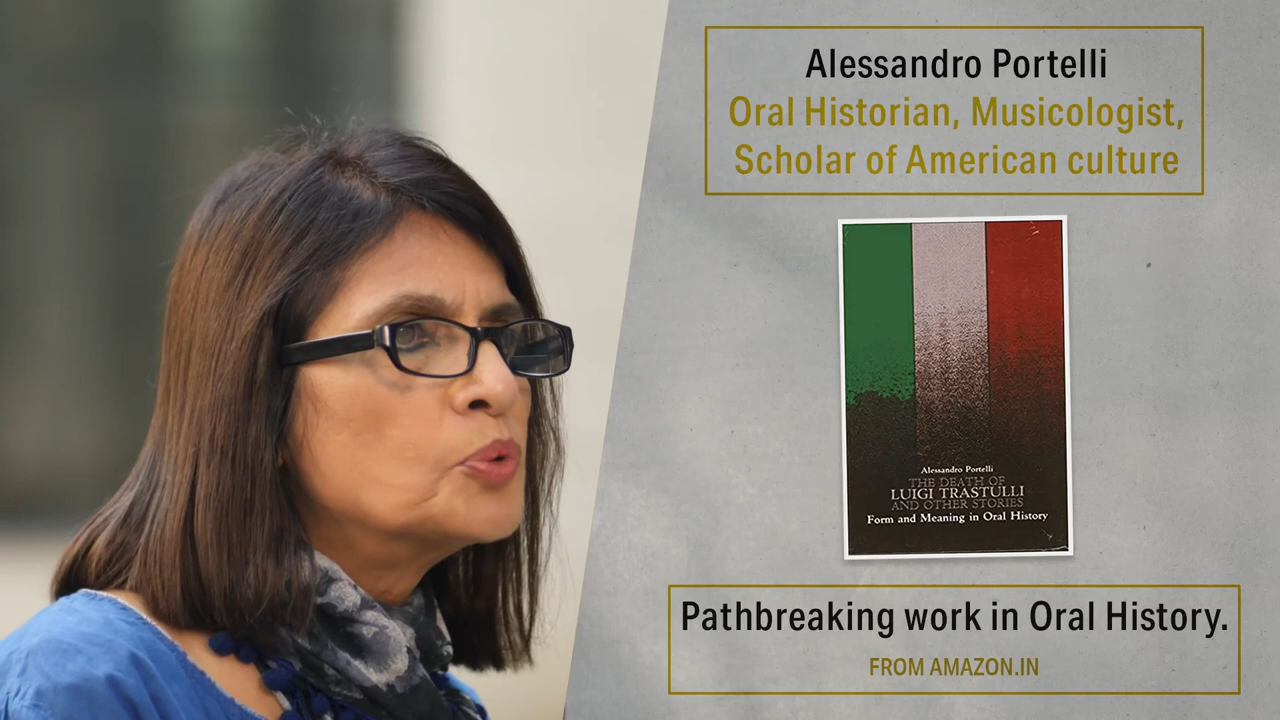 Alessandro Portelli
Oral Historian, Musicologist,
Scholar of American culture
Alessandro Portelli
THE DEATH OF
LUIGI TRASTULLI
AND OTHER STORIES
Form and Meaning in Oral History
Pathbreaking work in Oral History.
FROM AMAZON.IN